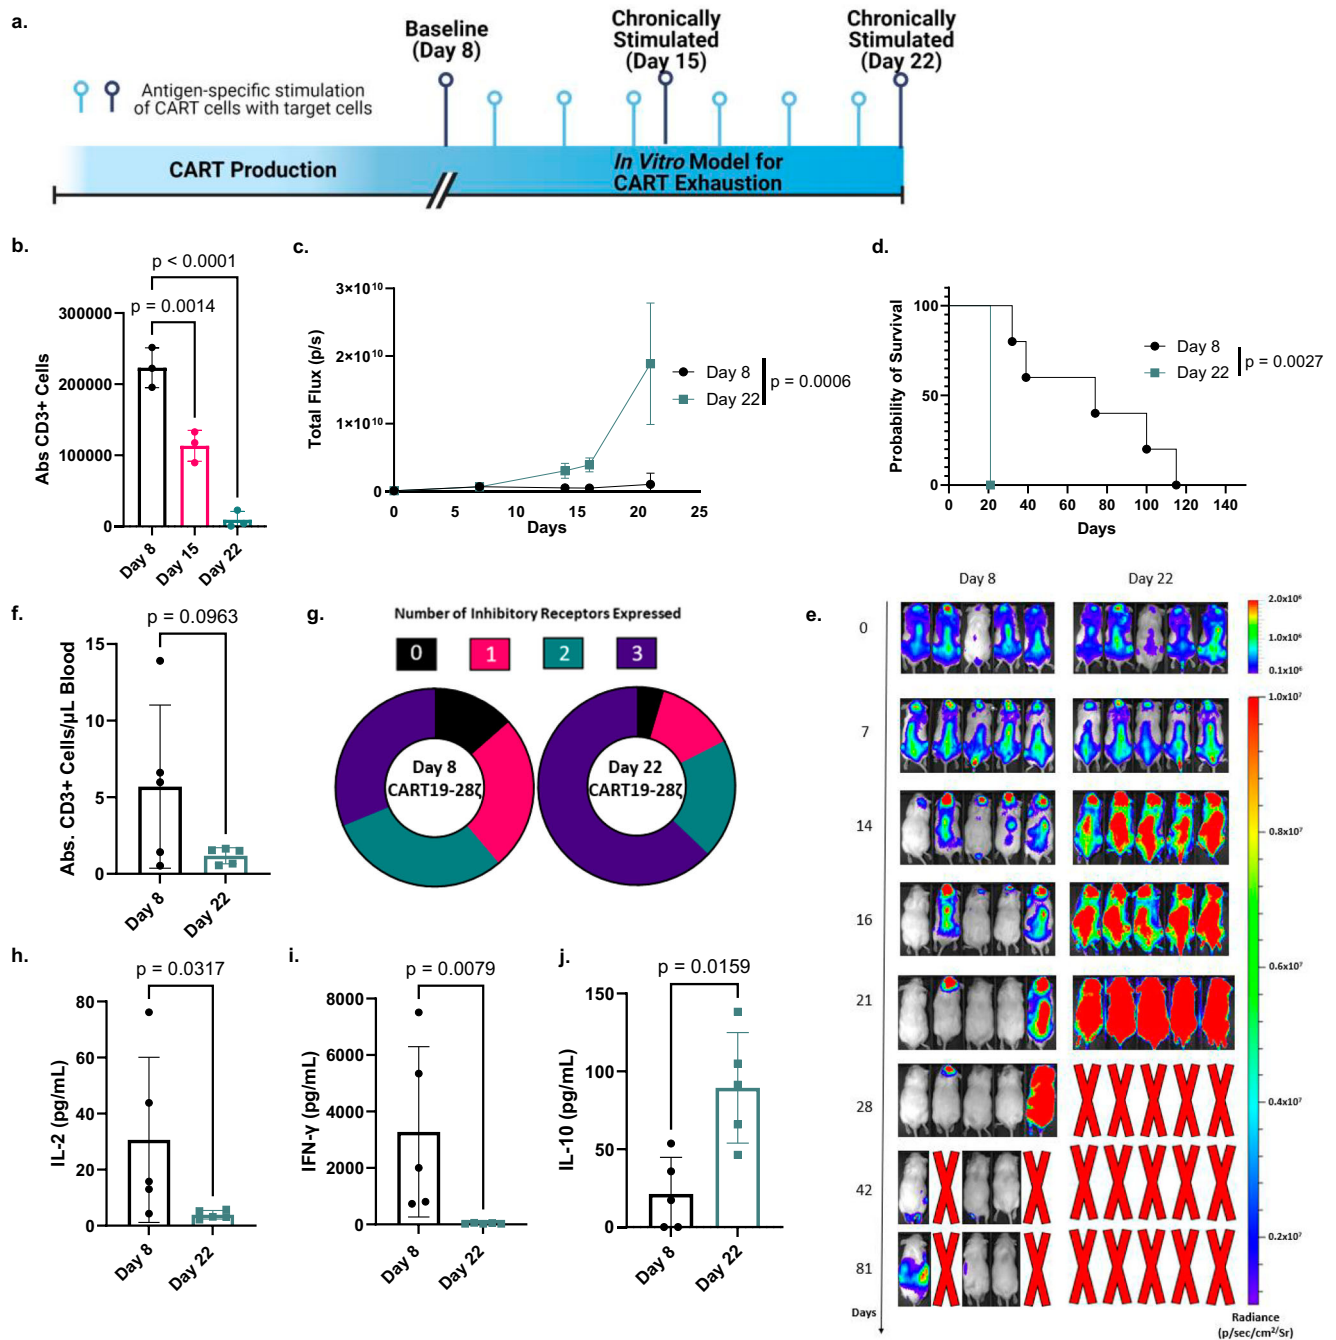 a.
Baseline
(Day 8)
Chronically
Stimulated
(Day 15)
Chronically
Stimulated
(Day 22)
Antigen-specific stimulation
of CART cells with target cells
CART Production
In Vitro Model for
CART Exhaustion
b.
p < 0.0001
p = 0.0014
Abs CD3+ Cells
300000
200000
100000
0
Day 8
Day 15
Day 22
c.
Total Flux (p/s)
3×10¹⁰
2×10¹⁰
1×10¹⁰
0
0 5 10 15 20 25
Days
Day 8
Day 22
p = 0.0006
d.
Probability of Survival
100
50
0
0 20 40 60 80 100 120 140
Days
Day 8
Day 22
p = 0.0027
f.
p = 0.0963
Abs. CD3+ Cells/µL Blood
15
10
5
0
Day 8
Day 22
g.
Number of Inhibitory Receptors Expressed
0 1 2 3
Day 8
CART19-28ζ
Day 22
CART19-28ζ
e.
Day 8
Day 22
0
7
14
16
21
28
42
81
Days
2.0x10⁶
1.0x10⁶
0.1x10⁶
1.0x10⁷
0.8x10⁷
0.6x10⁷
0.4x10⁷
0.2x10⁷
Radiance
(p/sec/cm²/Sr)
h.
p = 0.0317
IL-2 (pg/mL)
80
60
40
20
0
Day 8
Day 22
i.
p = 0.0079
IFN-γ (pg/mL)
8000
6000
4000
2000
0
Day 8
Day 22
j.
p = 0.0159
IL-10 (pg/mL)
150
100
50
0
Day 8
Day 22